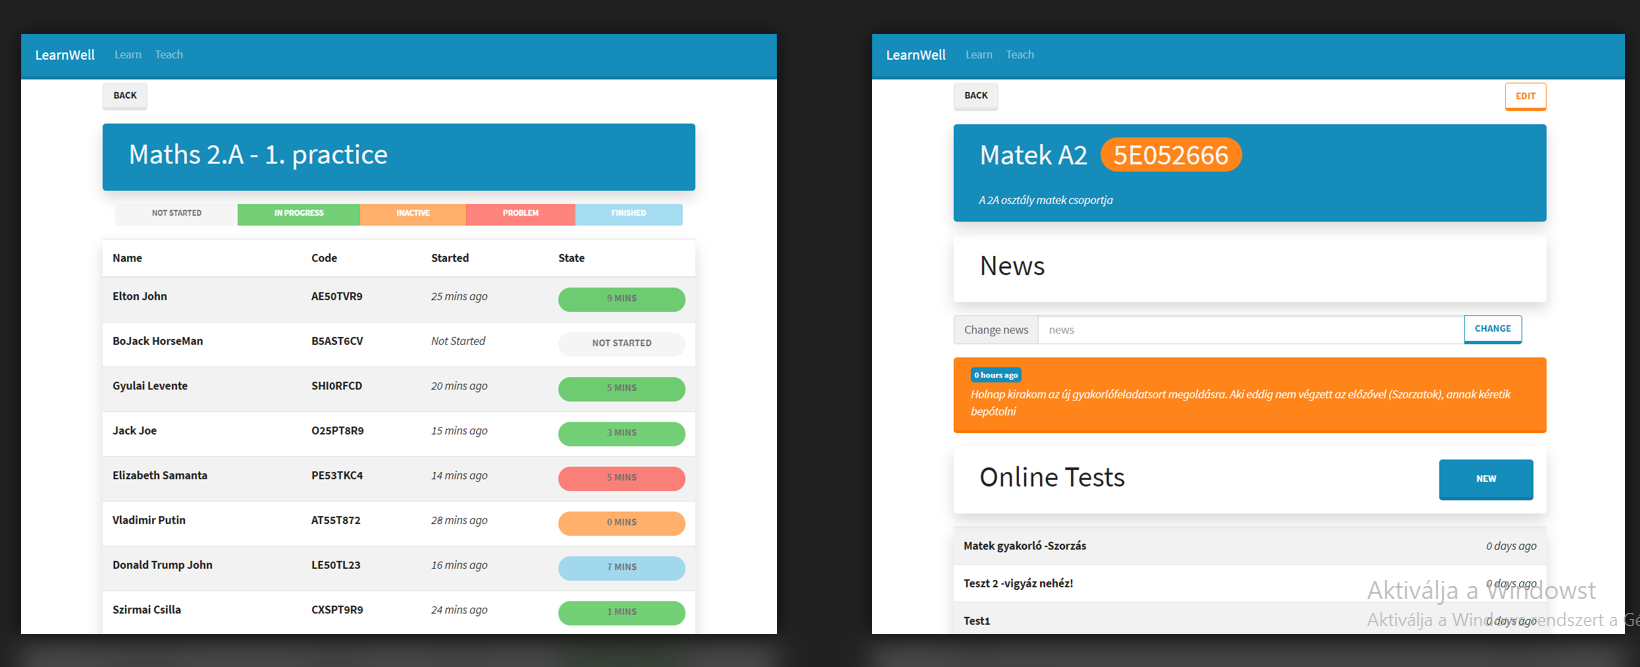 LearnWell Learn Teach
BACK
Maths 2.A - 1. practice
NOT STARTED IN PROGRESS INACTIVE PROBLEM FINISHED
Name Code Started State
Elton John AE50TVR9 25 mins ago 9 MINS
BoJack HorseMan B5AST6CV Not Started NOT STARTED
Gyulai Levente SHI0RFCD 20 mins ago 5 MINS
Jack Joe O25PT8R9 15 mins ago 3 MINS
Elizabeth Samanta PE53TKC4 14 mins ago 5 MINS
Vladimir Putin AT55T872 28 mins ago 0 MINS
Donald Trump John LE50TL23 16 mins ago 7 MINS
Szirmai Csilla CXSPT9R9 24 mins ago 1 MINS
LearnWell Learn Teach
BACK EDIT
Matek A2 5E052666
A 2A osztály matek csoportja
News
Change news news CHANGE
0 hours ago
Holnap kirakom az új gyakorlófeladatsort megoldásra. Aki eddig nem végzett az előzővel (Szorzatok), annak kéretik
bepótolni
Online Tests NEW
Matek gyakorló -Szorzás 0 days ago
Teszt 2 -vigyáz nehéz! 0 days ago
Aktiválja a Windowst
Test1 0 days ago
Aktiválja a Windows rendszert a Gé